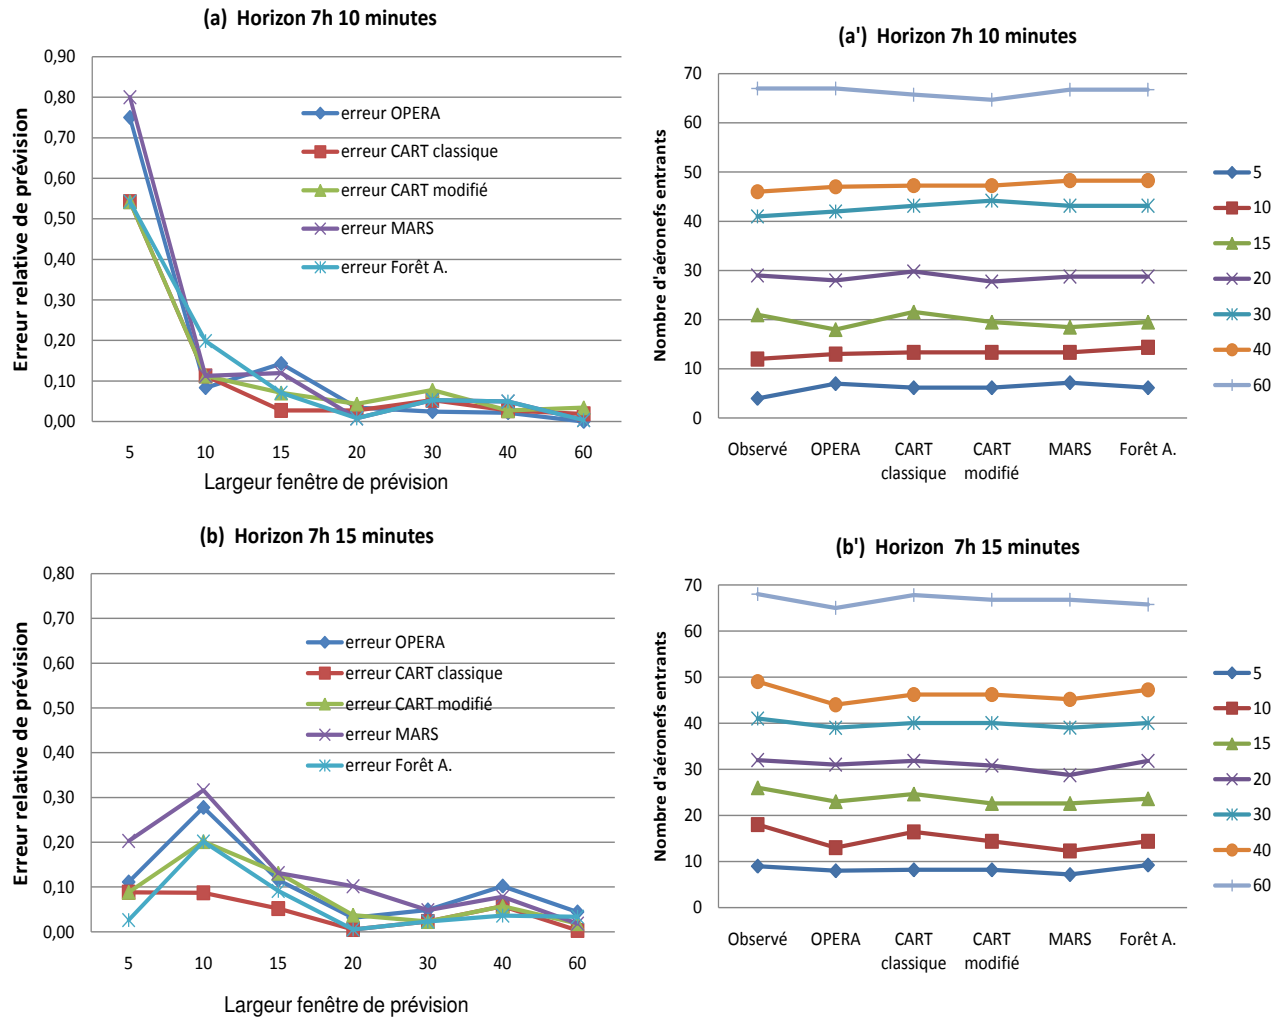 (a) Horizon 7h 10 minutes
0,90
0,80
0,70
0,60
0,50
0,40
0,30
0,20
0,10
0,00
Erreur relative de prévision
erreur OPERA
erreur CART classique
erreur CART modifié
erreur MARS
erreur Forêt A.
5 10 15 20 30 40 60
Largeur fenêtre de prévision
(a') Horizon 7h 10 minutes
70
60
50
40
30
20
10
0
Nombre d'aéronefs entrants
Observé OPERA CART MARS Forêt A.
classique
CART
modifié
5
10
15
20
30
40
60
(b) Horizon 7h 15 minutes
0,80
0,70
0,60
0,50
0,40
0,30
0,20
0,10
0,00
Erreur relative de prévision
erreur OPERA
erreur CART classique
erreur CART modifié
erreur MARS
erreur Forêt A.
5 10 15 20 30 40 60
Largeur fenêtre de prévision
(b') Horizon 7h 15 minutes
70
60
50
40
30
20
10
0
Nombre d'aéronefs entrants
Observé OPERA CART CART MARS Forêt A.
classique modifié
5
10
15
20
30
40
60